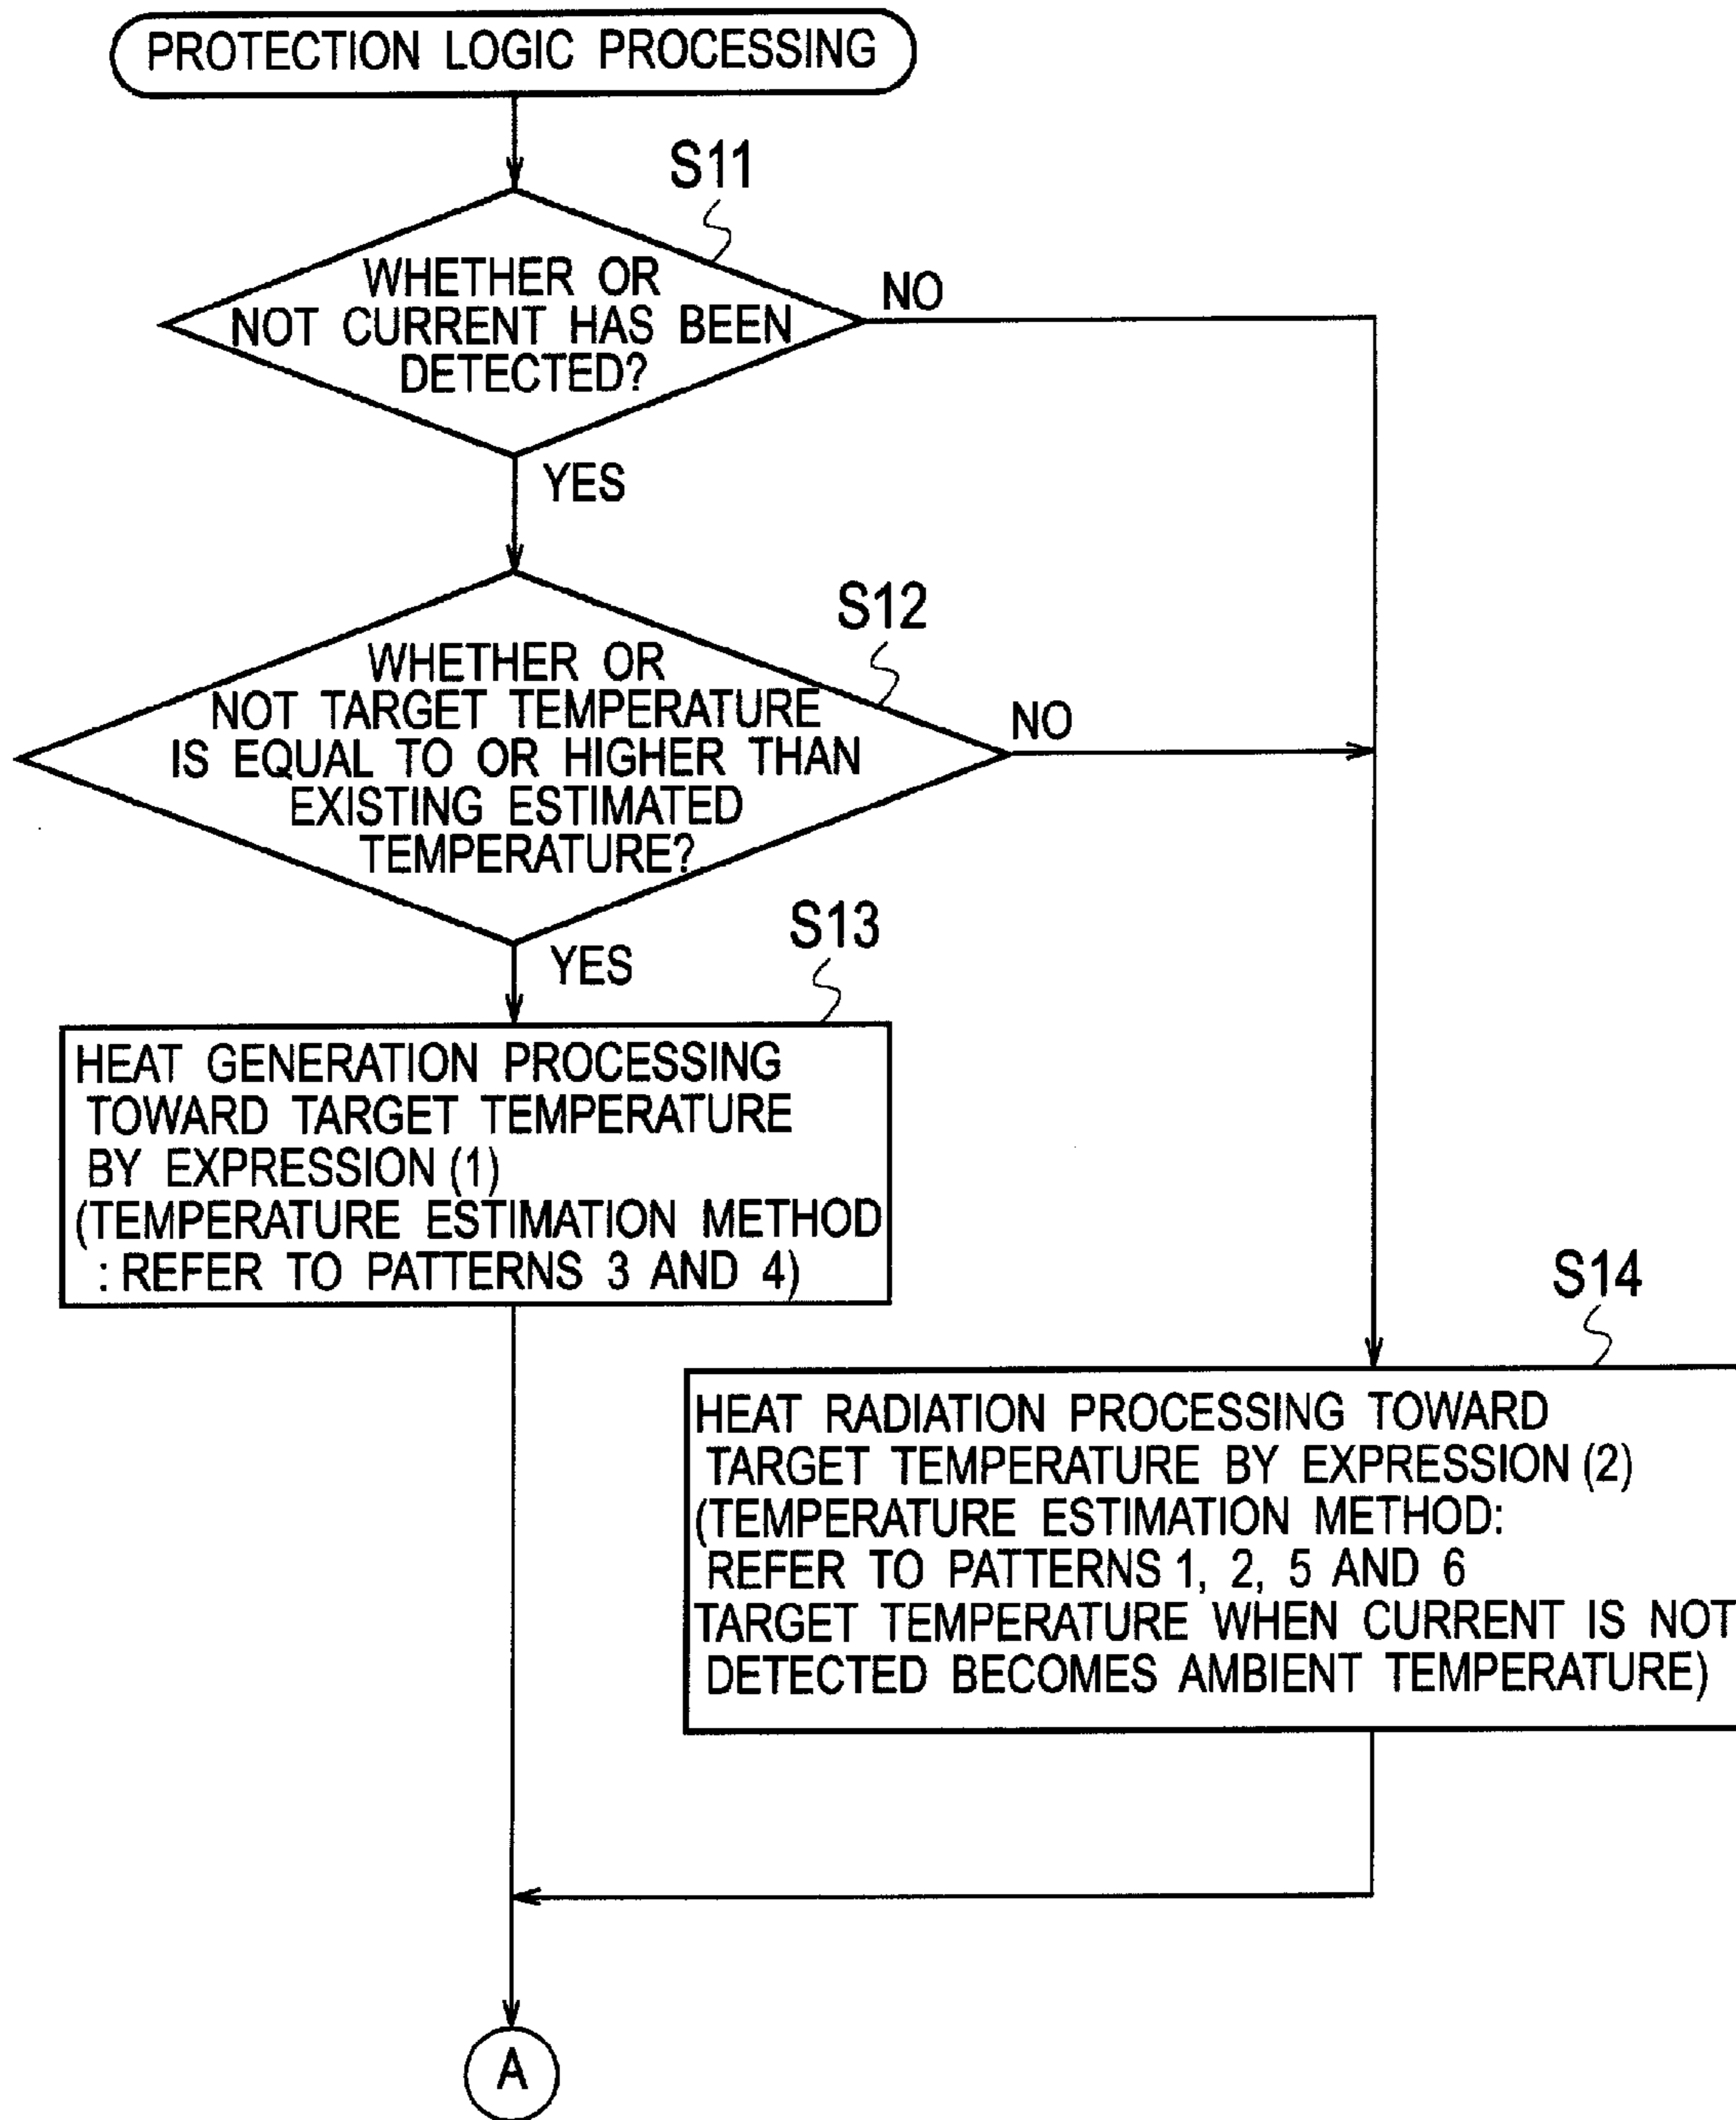 PROTECTION LOGIC PROCESSING
S11
WHETHER OR
NOT CURRENT HAS BEEN
DETECTED?
NO
YES
S12
WHETHER OR
NOT TARGET TEMPERATURE
IS EQUAL TO OR HIGHER THAN
EXISTING ESTIMATED
TEMPERATURE?
NO
YES
S13
HEAT GENERATION PROCESSING
TOWARD TARGET TEMPERATURE
BY EXPRESSION (1)
(TEMPERATURE ESTIMATION METHOD
: REFER TO PATTERNS 3 AND 4)
S14
HEAT RADIATION PROCESSING TOWARD
TARGET TEMPERATURE BY EXPRESSION (2)
(TEMPERATURE ESTIMATION METHOD:
REFER TO PATTERNS 1, 2, 5 AND 6
TARGET TEMPERATURE WHEN CURRENT IS NOT
DETECTED BECOMES AMBIENT TEMPERATURE)
A